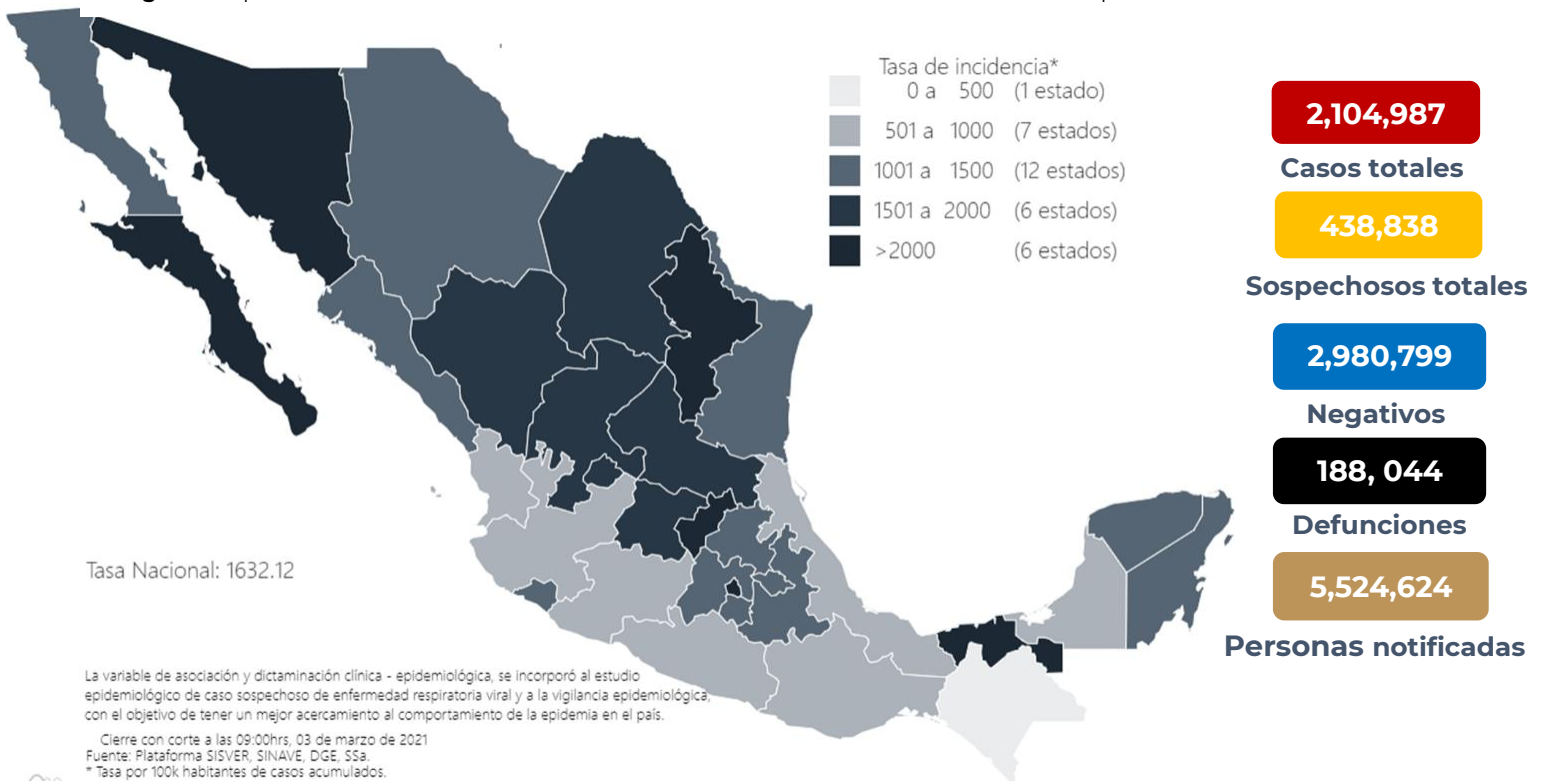 Tasa de incidencia*
0 a 500 (1 estado)
501 a 1000 (7 estados)
1001 a 1500 (12 estados)
1501 a 2000 (6 estados)
>2000 (6 estados)
2,104,987
Casos totales
438,838
Sospechosos totales
2,980,799
Negativos
188, 044
Defunciones
5,524,624
Personas notificadas
Tasa Nacional: 1632.12
La variable de asociación y dictaminación clínica - epidemiológica, se incorporó al estudio
epidemiológico de caso sospechoso de enfermedad respiratoria viral y a la vigilancia epidemiológica,
con el objetivo de tener un mejor acercamiento al comportamiento de la epidemia en el país.
Cierre con corte a las 09:00hrs, 03 de marzo de 2021
Fuente: Plataforma SISVER, SINAVE, DGE, SSa.
* Tasa por 100k habitantes de casos acumulados.